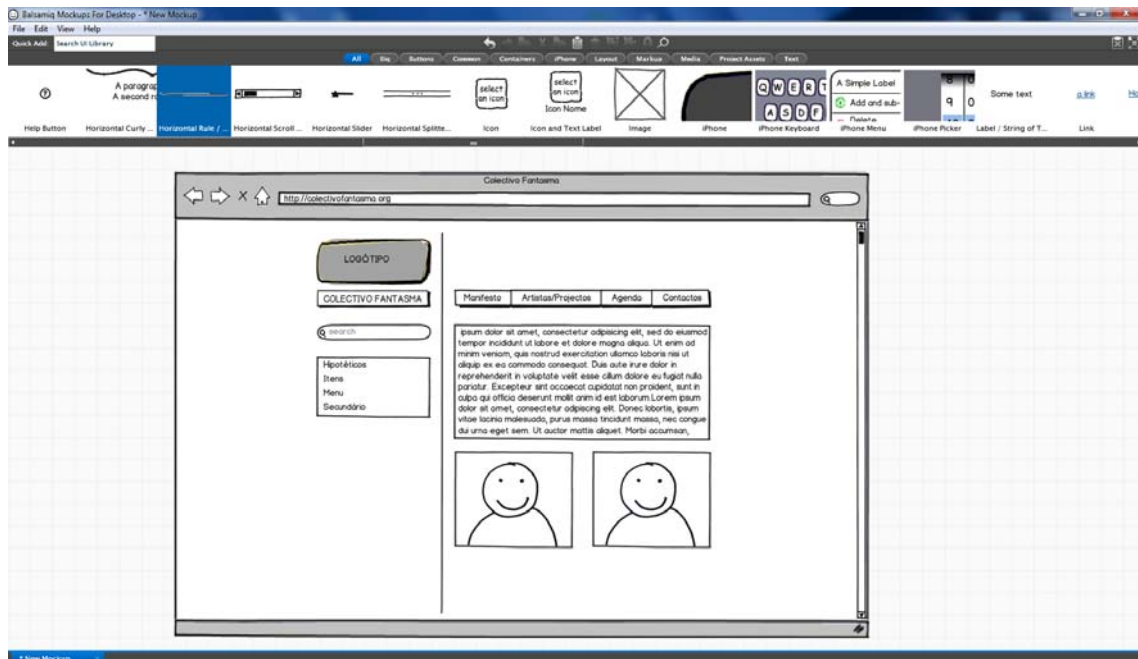 Balsamiq Mockups For Desktop - * New Mockup
File Edit View Help
Quick Add Search UI Library
All Big Buttons Common Containers iPhone Layout Markup Media Project Assets Text
A paragrap
A second ro
select
an icon
select
an icon
Icon Name
Q W E R T
A S D F
A Simple Label
Add and sub-
Delete
8 0
9 0
Some text
a link
Ho
Help Button Horizontal Curly ... Horizontal Rule / ... Horizontal Scroll ... Horizontal Slider Horizontal Splitte... Icon Icon and Text Label Image iPhone iPhone Keyboard iPhone Menu iPhone Picker Label / String of T... Link
Colectivo Fantasma
http://colectivofantasma.org
LOGÓTIPO
COLECTIVO FANTASMA
Manifesto Artistas/Projectos Agenda Contactos
search
Hipotéticos
Itens
Menu
Secundário
ipsum dolor sit amet, consectetur adipisicing elit, sed do eiusmod
tempor incididunt ut labore et dolore magna aliqua. Ut enim ad
minim veniam, quis nostrud exercitation ullamco laboris nisi ut
aliquip ex ea commodo consequat. Duis aute irure dolor in
reprehenderit in voluptate velit esse cillum dolore eu fugiat nulla
pariatur. Excepteur sint occaecat cupidatat non proident, sunt in
culpa qui officia deserunt mollit anim id est laborum.Lorem ipsum
dolor sit amet, consectetur adipiscing elit. Donec lobortis, ipsum
vitae lacinia malesuada, purus massa tincidunt massa, nec congue
dui urna eget sem. Ut auctor mattis aliquet. Morbi accumsan,
* New Mockup